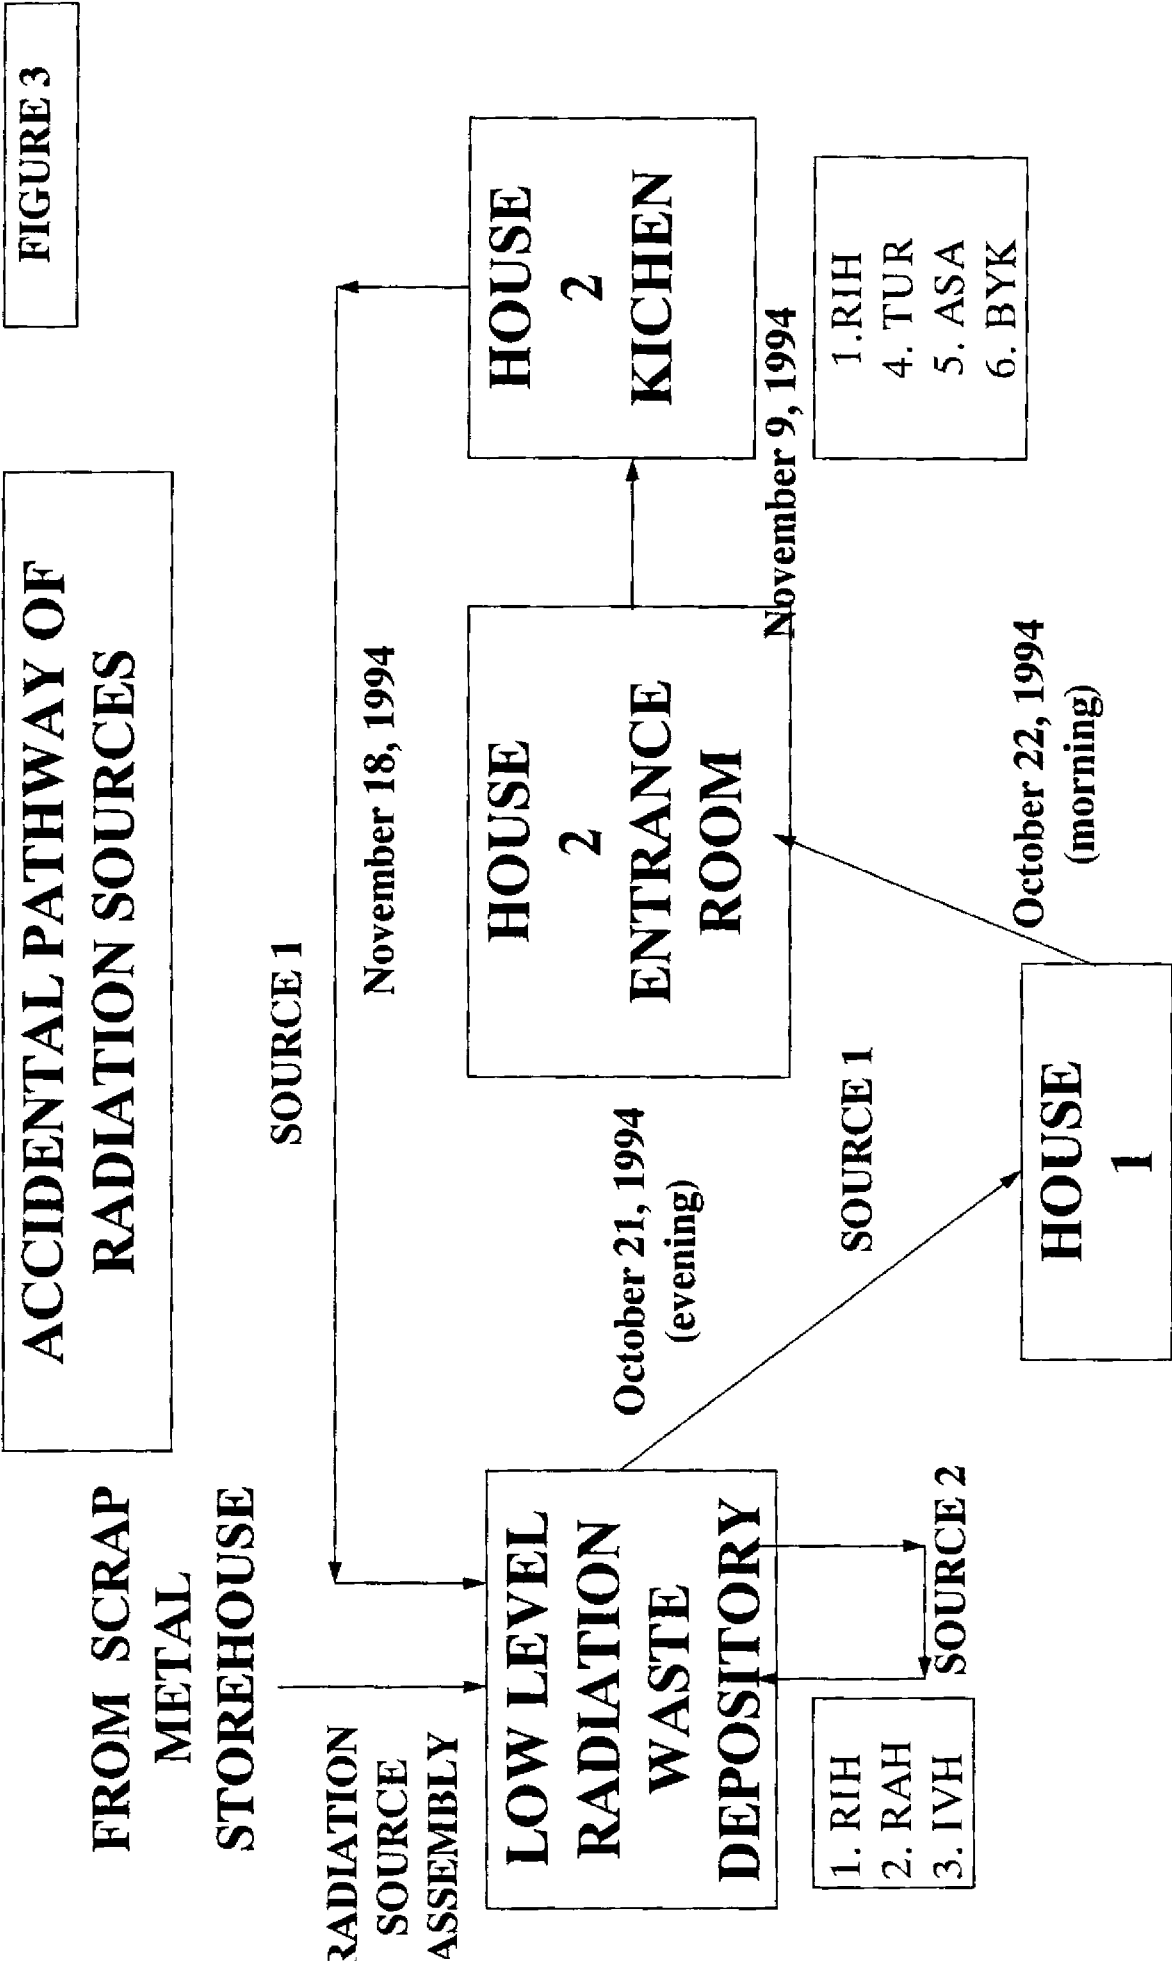 FIGURE 3
ACCIDENTAL PATHWAY OF
RADIATION SOURCES
FROM SCRAP
METAL
STOREHOUSE
RADIATION
SOURCE
ASSEMBLY
SOURCE 1
November 18, 1994
LOW LEVEL
RADIATION
WASTE
DEPOSITORY
October 21, 1994
(evening)
HOUSE
2
ENTRANCE
ROOM
HOUSE
2
KICHEN
November 9, 1994
SOURCE 2
1. RIH
2. RAH
3. IVH
SOURCE 1
October 22, 1994
(morning)
1.RIH
4. TUR
5. ASA
6. BYK
HOUSE
1